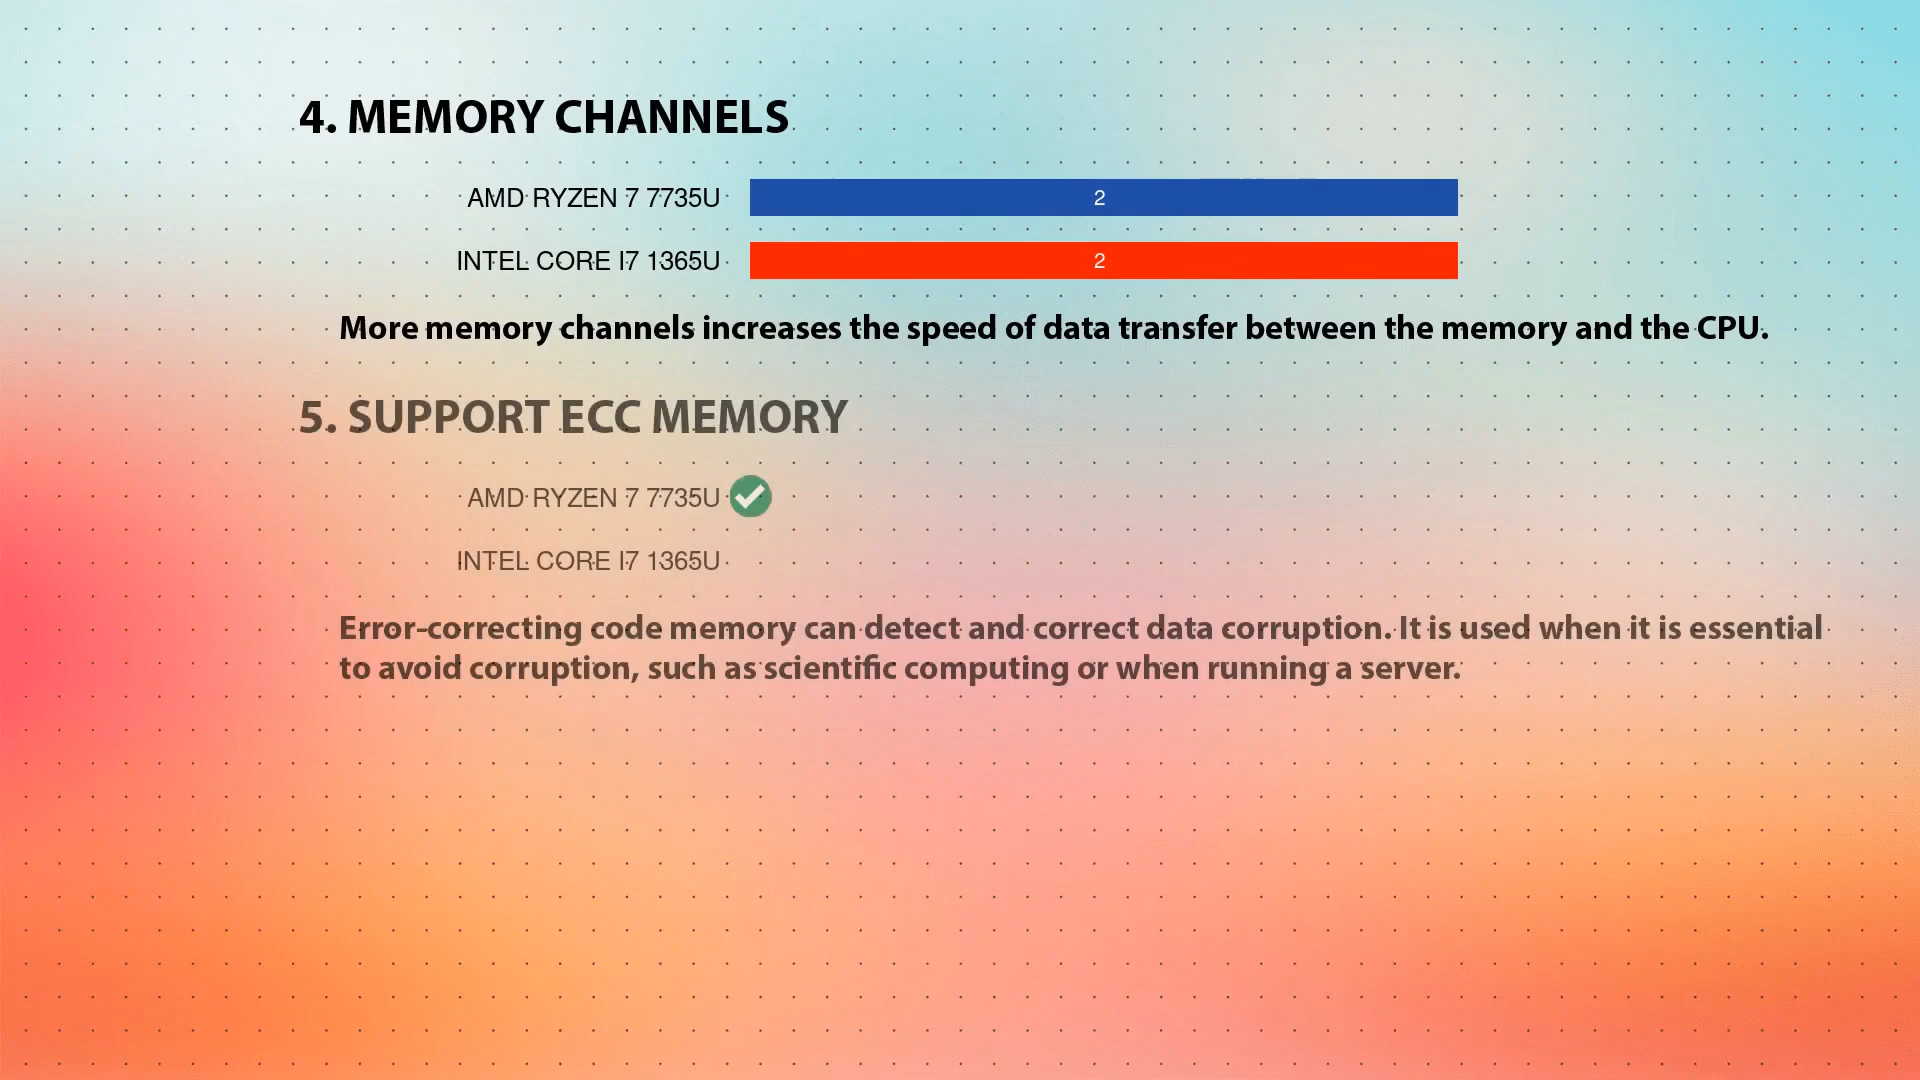 4. MEMORY CHANNELS
AMD RYZEN 7 7735U
2
INTEL CORE I7 1365U
2
More memory channels increases the speed of data transfer between the memory and the CPU.
5. SUPPORT ECC MEMORY
AMD RYZEN 7 7735U
INTEL CORE I7 1365U
Error-correcting code memory can detect and correct data corruption. It is used when it is essential
to avoid corruption, such as scientific computing or when running a server.